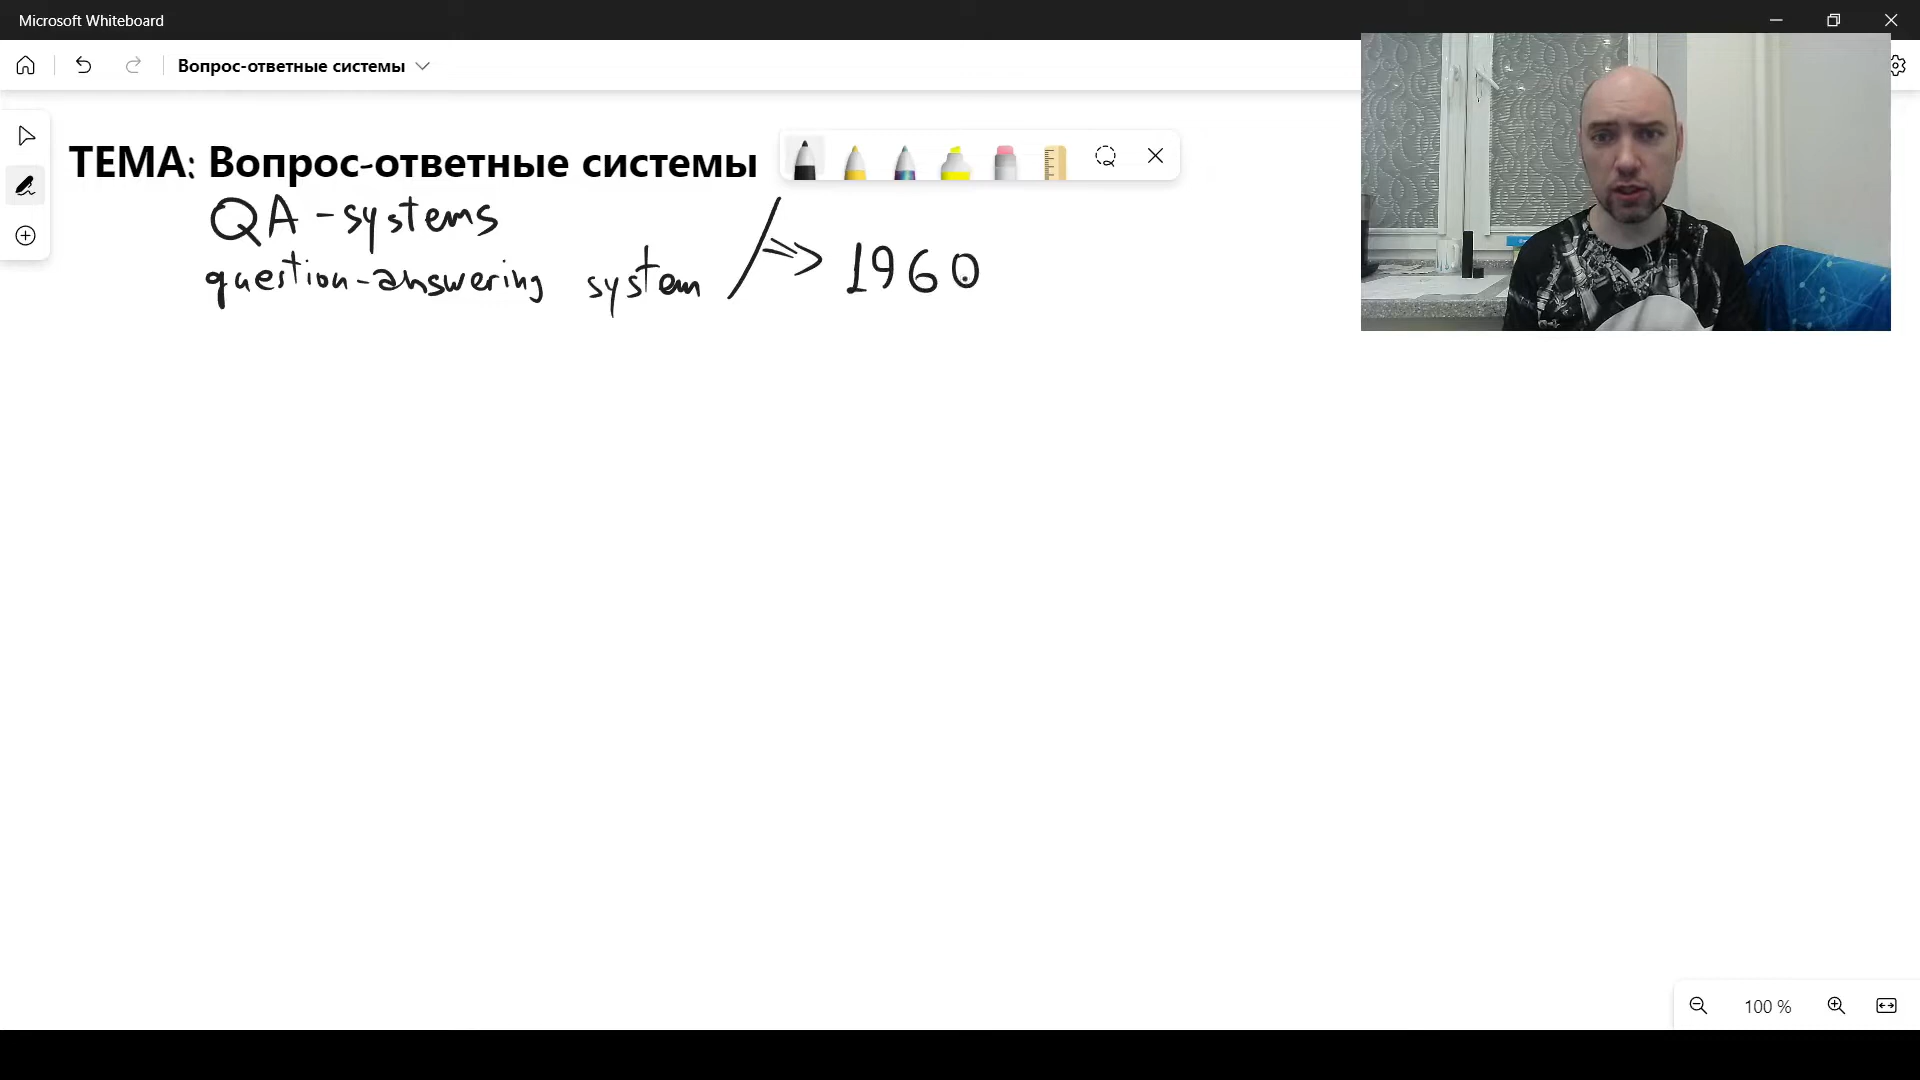 Microsoft Whiteboard
Вопрос-ответные системы
ТЕМА: Вопрос-ответные системы
QA-systems
question-answering system
1960
100 %